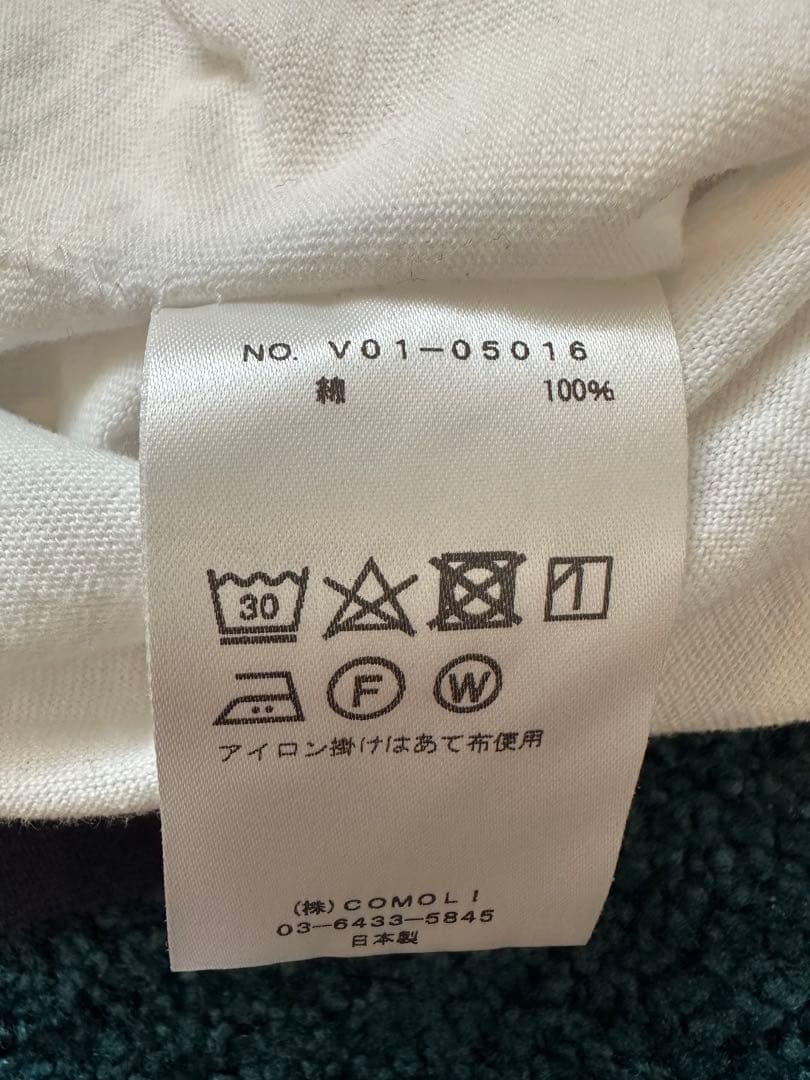 NO. V01-05016
綿 100%
30
F W
アイロン掛けはあて布使用
(株)COMOLI
03-6433-5845
日本製